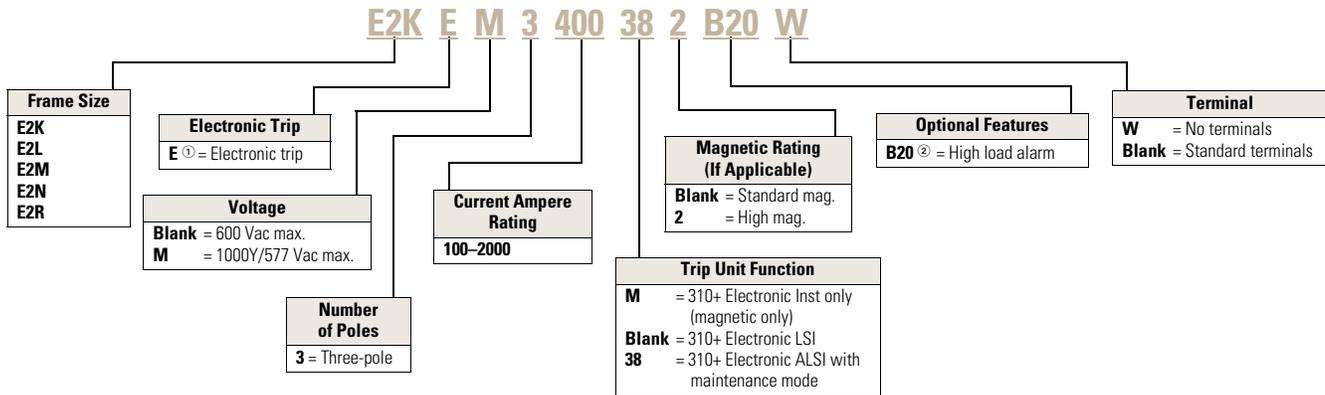 E2K E M 3 400 38 2 B20 W
Frame Size
E2K
E2L
E2M
E2N
E2R
Electronic Trip
E ① = Electronic trip
Voltage
Blank = 600 Vac max.
M = 1000Y/577 Vac max.
Number
of Poles
3 = Three-pole
Current Ampere
Rating
100–2000
Trip Unit Function
M = 310+ Electronic Inst only
(magnetic only)
Blank = 310+ Electronic LSI
38 = 310+ Electronic ALSI with
maintenance mode
Magnetic Rating
(If Applicable)
Blank = Standard mag.
2 = High mag.
Optional Features
B20 ② = High load alarm
Terminal
W = No terminals
Blank = Standard terminals